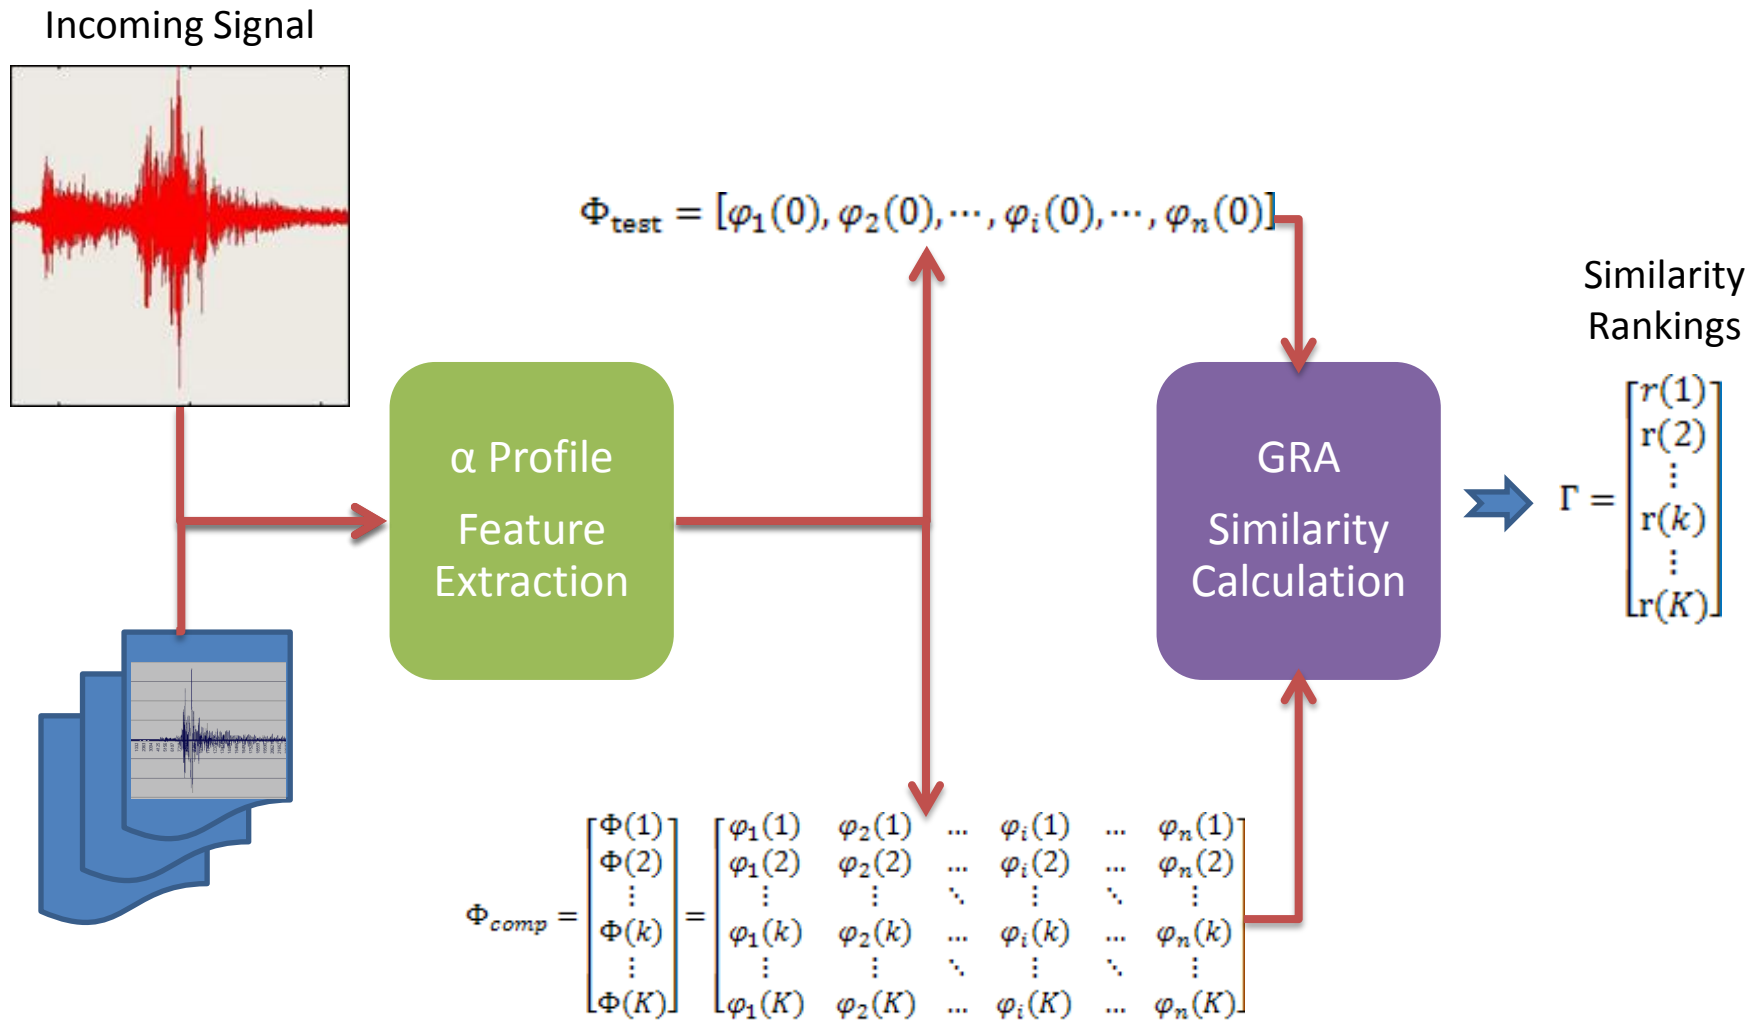 Incoming Signal
Φ_test = [φ₁(0), φ₂(0), ⋯, φᵢ(0), ⋯, φₙ(0)]
α Profile
Feature
Extraction
GRA
Similarity
Calculation
Similarity
Rankings
Γ = [r(1)
r(2)
⋮
r(k)
⋮
r(K)]
Φ_comp = [Φ(1) Φ(2) ⋮ Φ(k) ⋮ Φ(K)] =
φ₁(1) φ₂(1) … φᵢ(1) … φₙ(1)
φ₁(2) φ₂(2) … φᵢ(2) … φₙ(2)
⋮ ⋮ ⋱ ⋮ ⋱ ⋮
φ₁(k) φ₂(k) … φᵢ(k) … φₙ(k)
⋮ ⋮ ⋱ ⋮ ⋱ ⋮
φ₁(K) φ₂(K) … φᵢ(K) … φₙ(K)